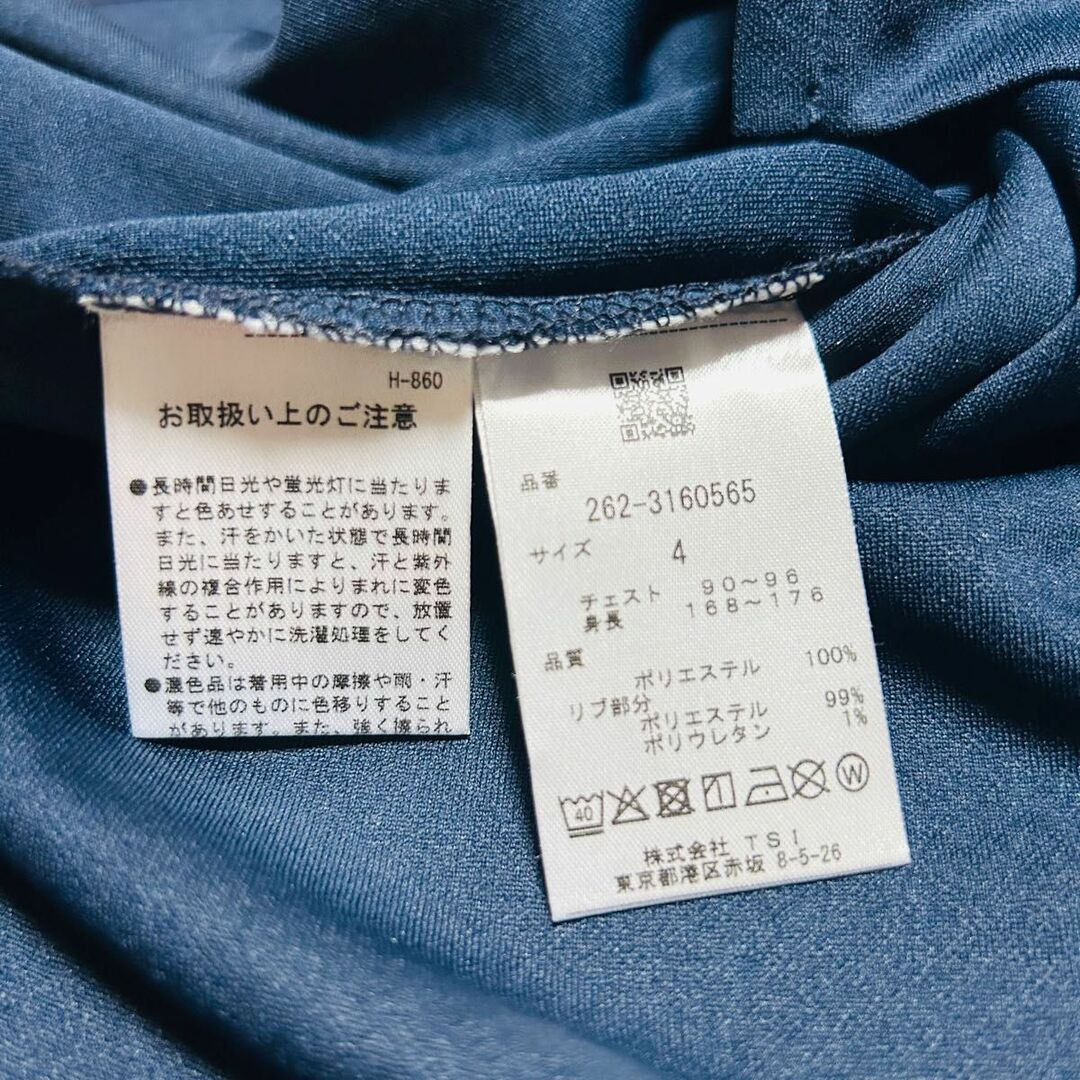 H-860
お取扱い上のご注意
●長時間日光や蛍光灯に当たりま
すと色あせすることがあります。
また、汗をかいた状態で長時間
日光に当たりますと、汗と紫外
線の複合作用によりまれに変色
することがありますので、放置
せず速やかに洗濯処理をしてく
ださい。
●濃色品は着用中の摩擦や雨・汗
等で他のものに色移りすること
があります。また、強く擦られ
品番
262-3160565
サイズ 4
チェスト 90～96
身長 168～176
品質
ポリエステル 100%
リブ部分
ポリエステル 99%
ポリウレタン 1%
40
W
株式会社 TSI
東京都港区赤坂 8-5-26